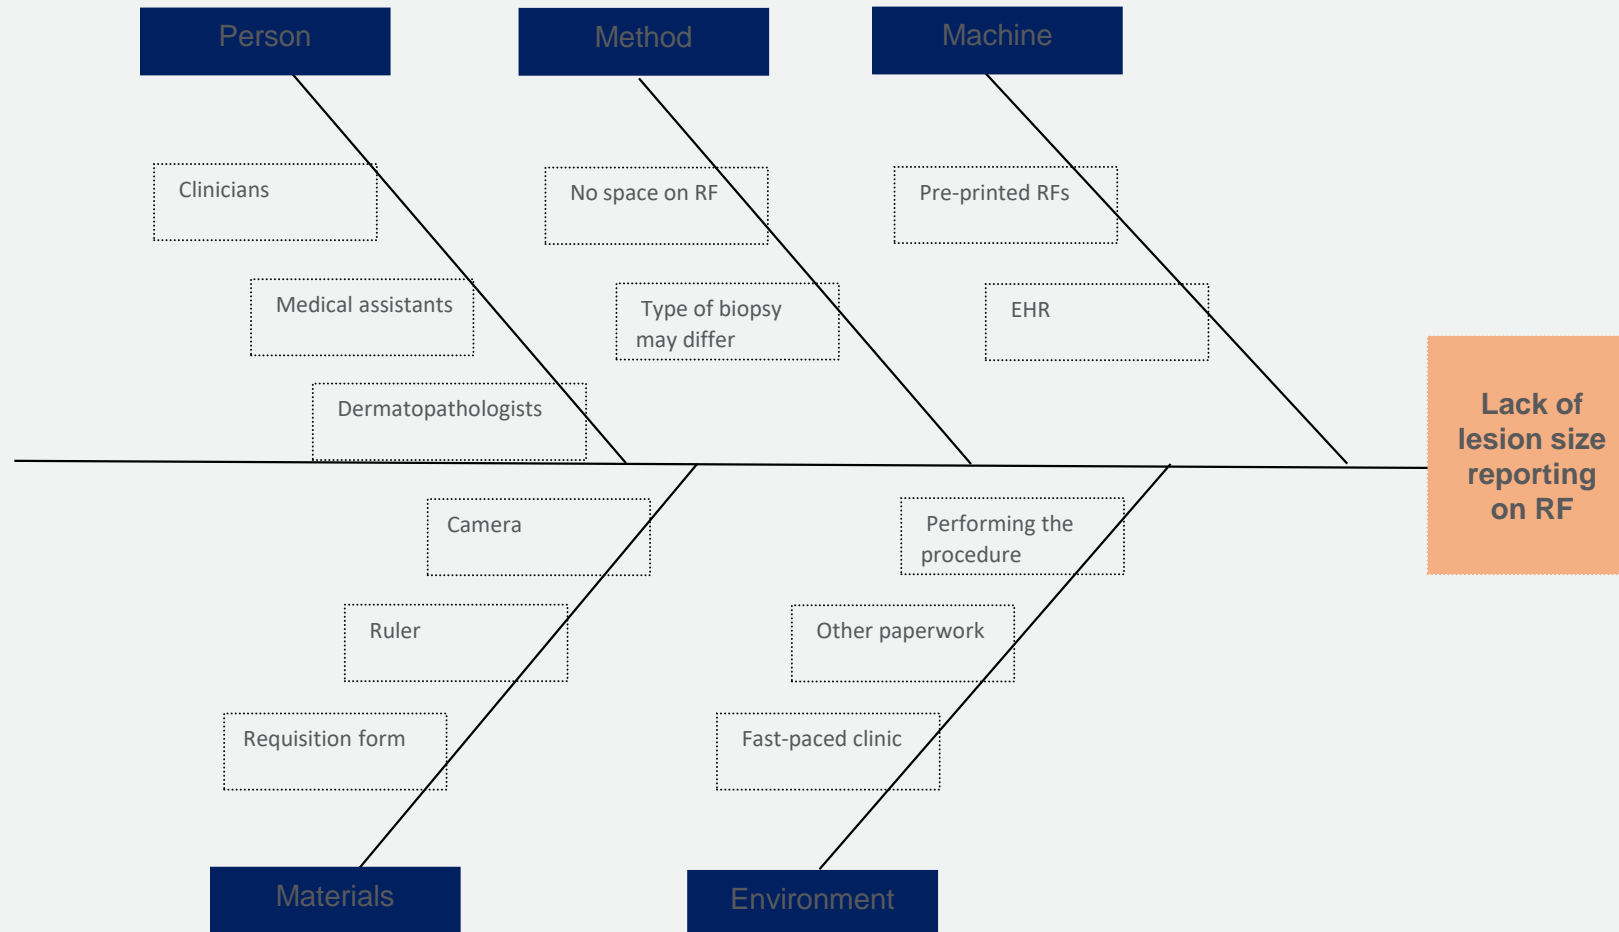 Person
Method
Machine
Clinicians
No space on RF
Pre-printed RFs
Medical assistants
Type of biopsy
may differ
EHR
Dermatopathologists
Lack of
lesion size
reporting
on RF
Camera
Performing the
procedure
Ruler
Other paperwork
Requisition form
Fast-paced clinic
Materials
Environment